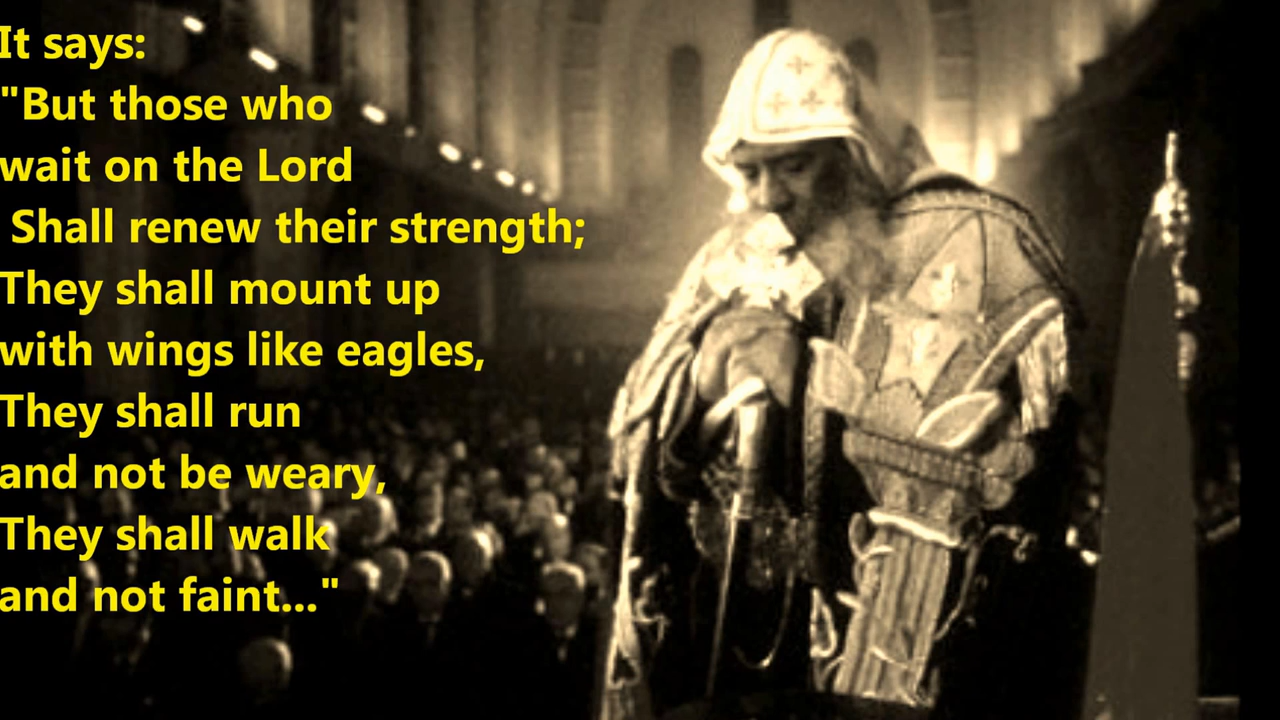 It says:
"But those who
wait on the Lord
Shall renew their strength;
They shall mount up
with wings like eagles,
They shall run
and not be weary,
They shall walk
and not faint..."